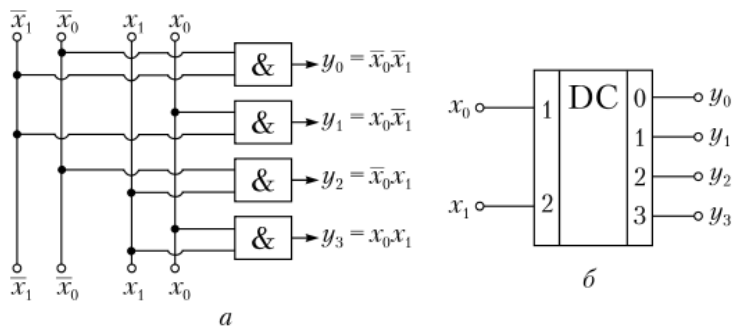 x̅₁ x̅₀ x₁ x₀
& y₀ = x̅₀x̅₁
& y₁ = x₀x̅₁
& y₂ = x̅₀x₁
& y₃ = x₀x₁
x̅₁ x̅₀ x₁ x₀
а
x₀ 1 DC 0 y₀
1 y₁
x₁ 2 2 y₂
3 y₃
б